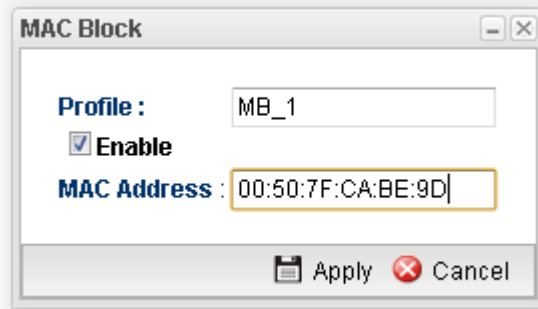 MAC Block
Profile : MB_1
Enable
MAC Address : 00:50:7F:CA:BE:9D
Apply Cancel